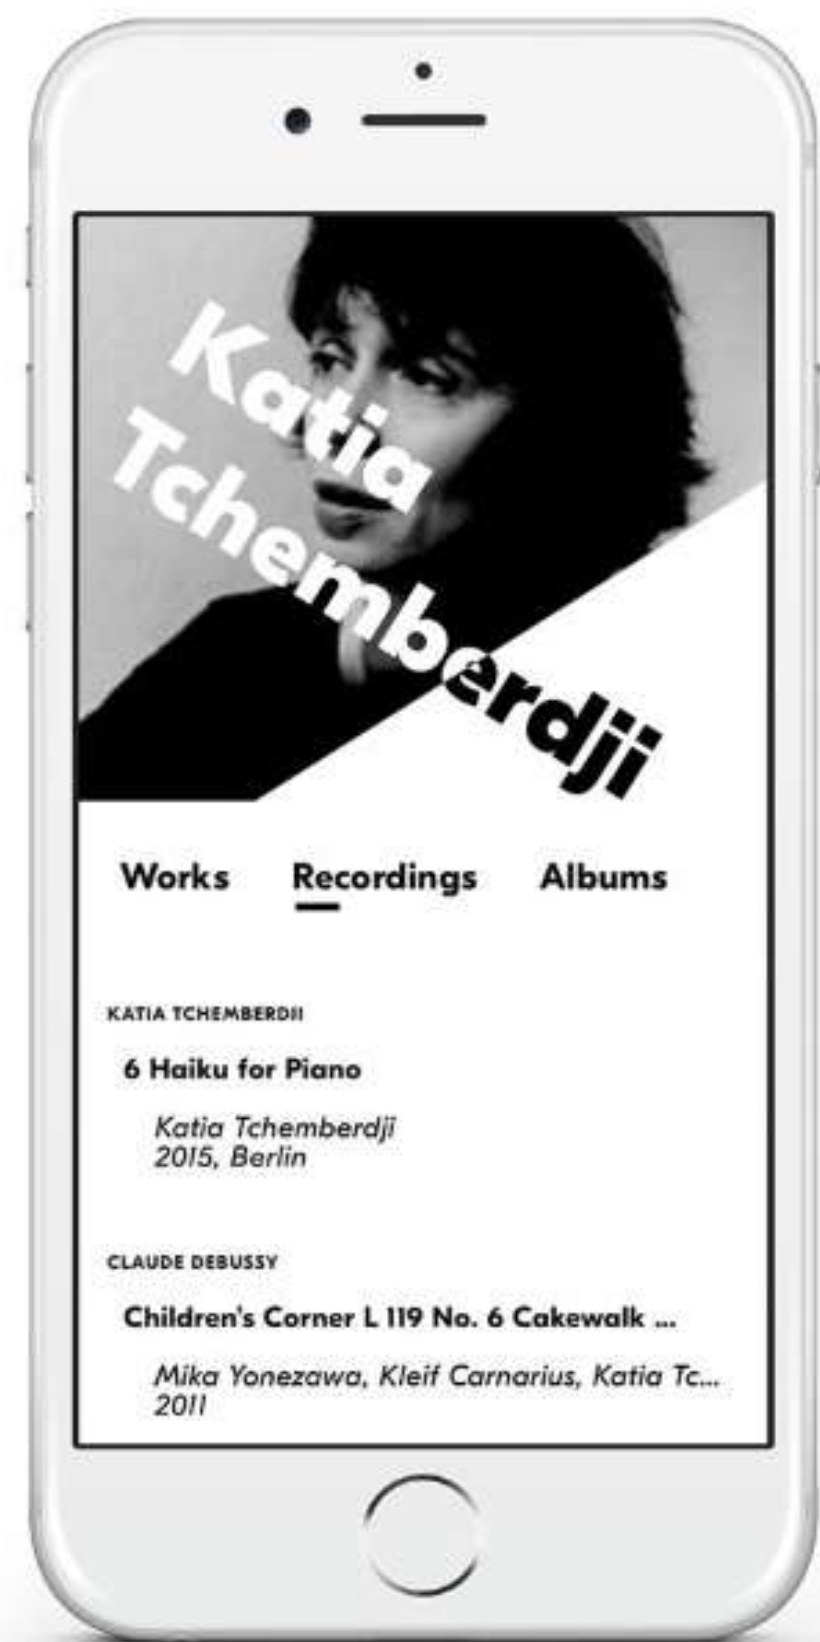 Katia
Tchemberdji
Works Recordings Albums
KATIA TCHEMBERDJI
6 Haiku for Piano
Katia Tchemberdji
2015, Berlin
CLAUDE DEBUSSY
Children's Corner L 119 No. 6 Cakewalk ...
Mika Yonezawa, Kleif Carnarius, Katia Tc...
2011